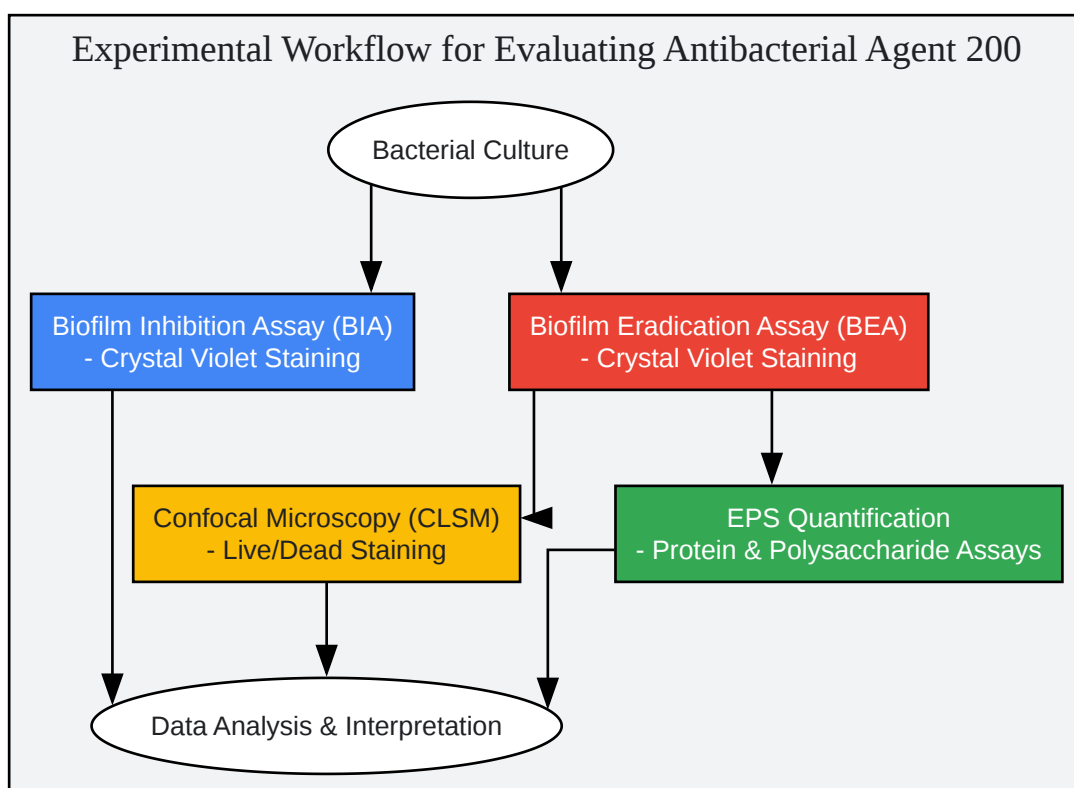 Experimental Workflow for Evaluating Antibacterial Agent 200
Bacterial Culture
Biofilm Inhibition Assay (BIA)
- Crystal Violet Staining
Biofilm Eradication Assay (BEA)
- Crystal Violet Staining
Confocal Microscopy (CLSM)
- Live/Dead Staining
EPS Quantification
- Protein & Polysaccharide Assays
Data Analysis & Interpretation